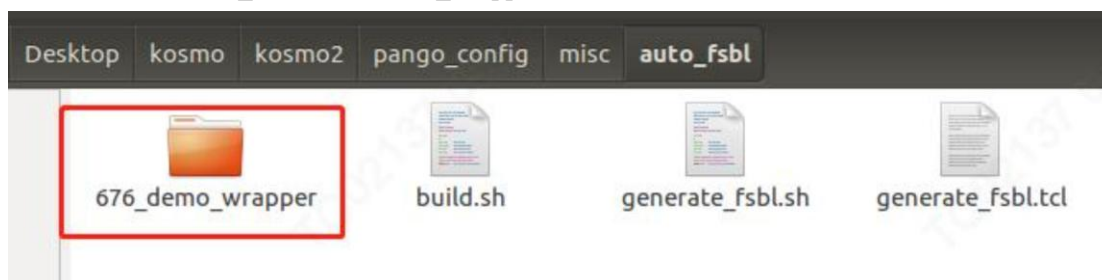 Desktop kosmo kosmo2 pango_config misc auto_fsbl
676_demo_wrapper build.sh generate_fsbl.sh generate_fsbl.tcl